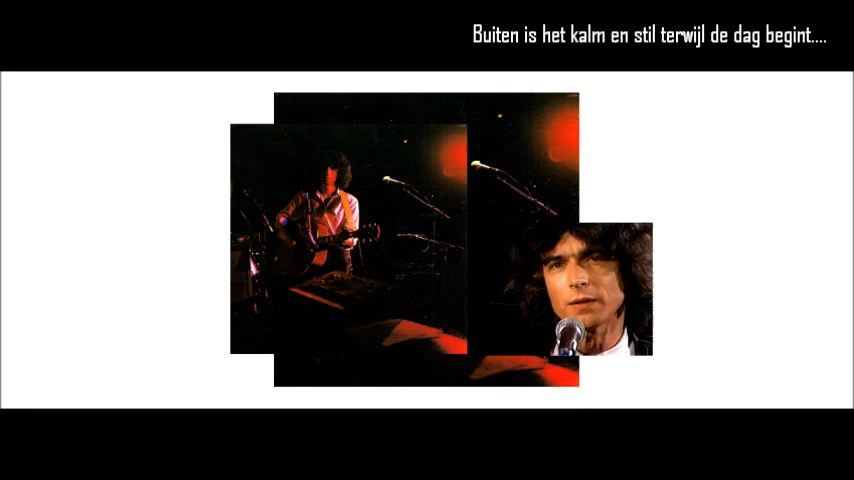 Buiten is het kalm en stil terwijl de dag begint....